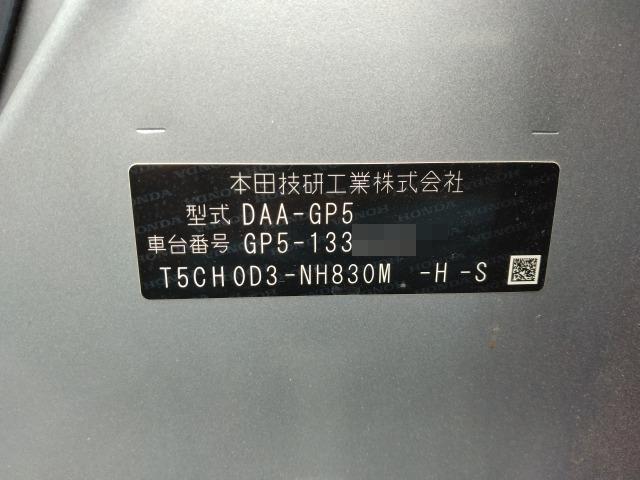 本田技研工業株式会社
型式 DAA-GP5
車台番号 GP5-133
T5CH0D3-NH830M -H-S